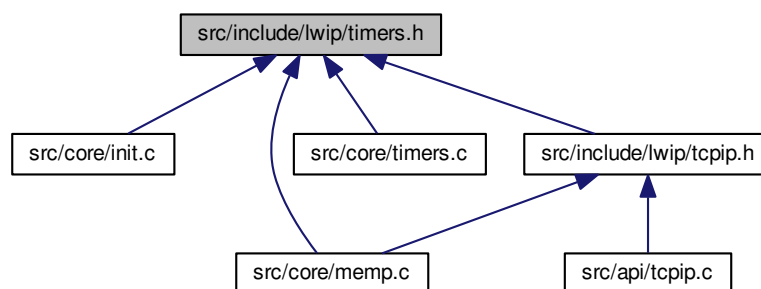 src/include/lwip/timers.h
src/core/init.c
src/core/timers.c
src/include/lwip/tcpip.h
src/core/memp.c
src/api/tcpip.c